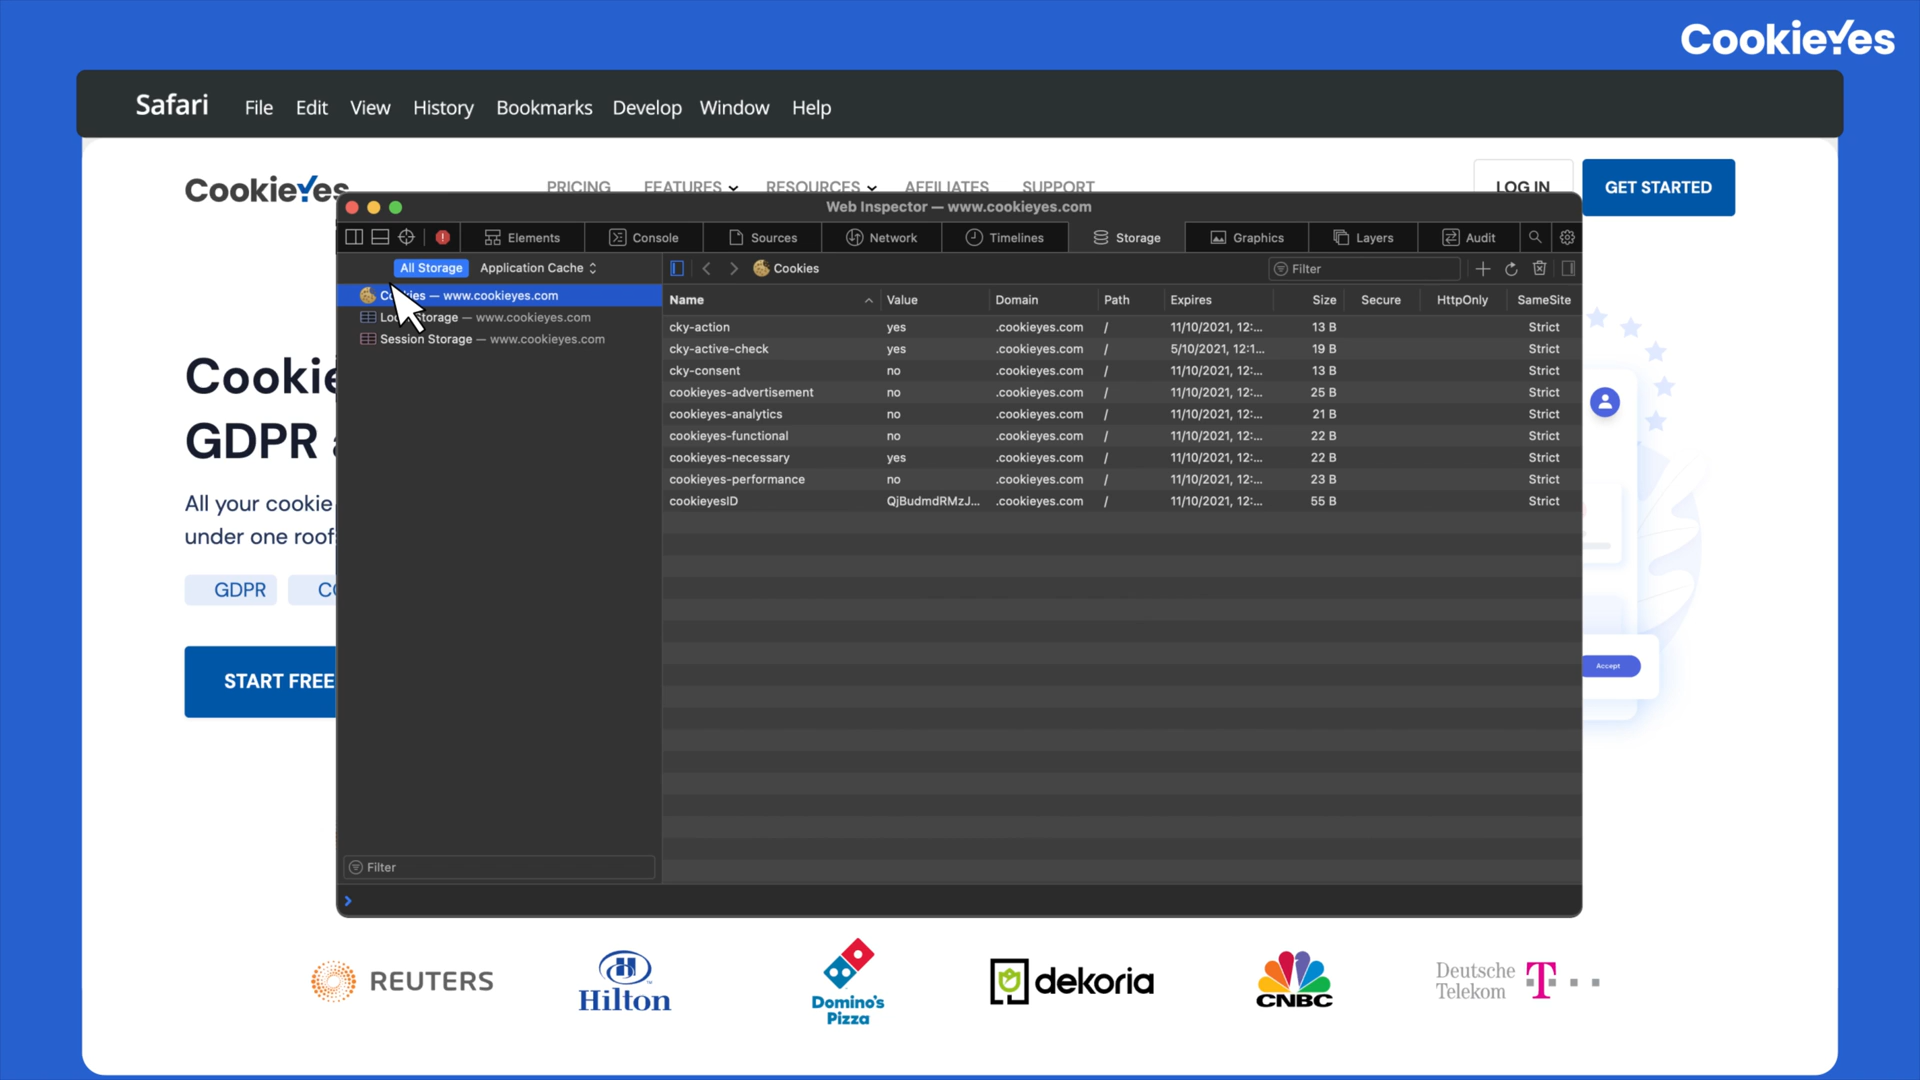 CookieYes
Safari File Edit View History Bookmarks Develop Window Help
CookieYes PRICING FEATURES RESOURCES AFFILIATES SUPPORT LOG IN GET STARTED
Web Inspector — www.cookieyes.com
Elements Console Sources Network Timelines Storage Graphics Layers Audit
All Storage Application Cache Cookies Filter
Cookies — www.cookieyes.com
Local Storage — www.cookieyes.com
Session Storage — www.cookieyes.com
Name Value Domain Path Expires Size Secure HttpOnly SameSite
cky-action yes .cookieyes.com / 11/10/2021, 12:... 13 B Strict
cky-active-check yes .cookieyes.com / 5/10/2021, 12:1... 19 B Strict
cky-consent no .cookieyes.com / 11/10/2021, 12:... 13 B Strict
cookieyes-advertisement no .cookieyes.com / 11/10/2021, 12:... 25 B Strict
cookieyes-analytics no .cookieyes.com / 11/10/2021, 12:... 21 B Strict
cookieyes-functional no .cookieyes.com / 11/10/2021, 12:... 22 B Strict
cookieyes-necessary yes .cookieyes.com / 11/10/2021, 12:... 22 B Strict
cookieyes-performance no .cookieyes.com / 11/10/2021, 12:... 23 B Strict
cookieyesID QjBudmdRMzJ... .cookieyes.com / 11/10/2021, 12:... 55 B Strict
Filter
Cookie
GDPR
All your cookie
under one roof
GDPR
START FREE
Accept
REUTERS
Hilton
Domino's
Pizza
dekoria
CNBC
Deutsche
Telekom
T